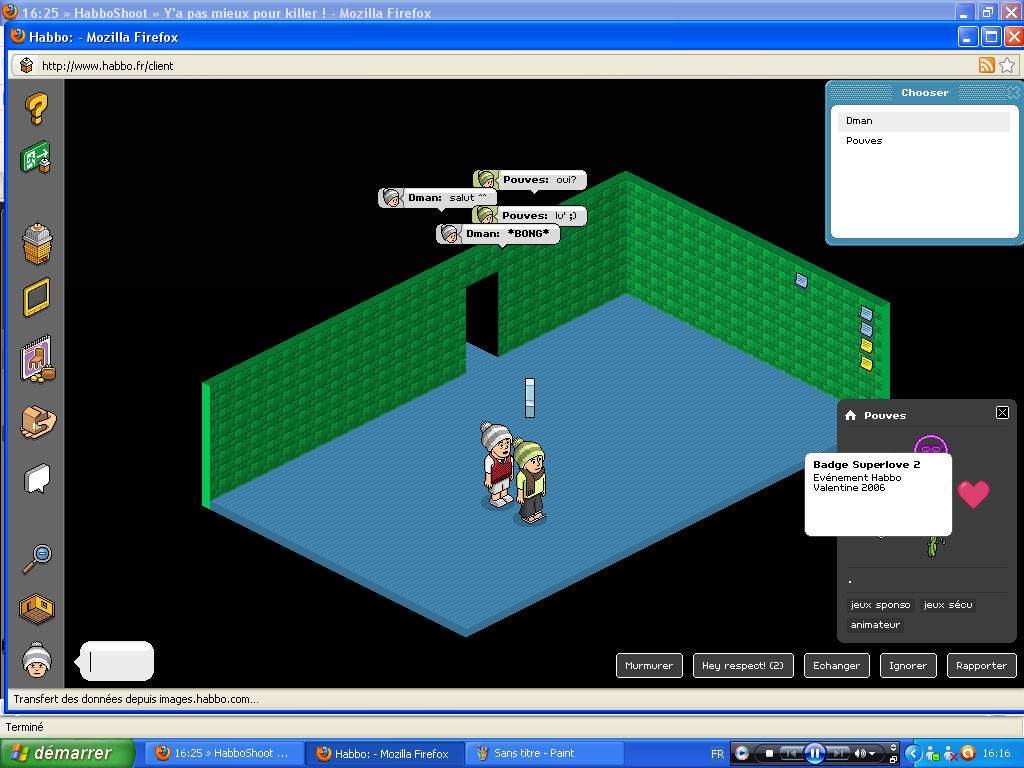 16:25 » HabboShoot » Y'a pas mieux pour killer ! - Mozilla Firefox
Habbo: - Mozilla Firefox
http://www.habbo.fr/client
Chooser
Dman
Pouves
Pouves: oui?
Dman: salut ^^
Pouves: lu' ;)
Dman: *BONG*
Pouves
Badge Superlove 2
Evénement Habbo
Valentine 2006
.
jeux sponso jeux sécu
animateur
Murmurer Hey respect! (2) Echanger Ignorer Rapporter
Transfert des données depuis images.habbo.com...
Terminé
démarrer 16:25 » HabboShoot ... Habbo: - Mozilla Firefox Sans titre - Paint FR 16:16